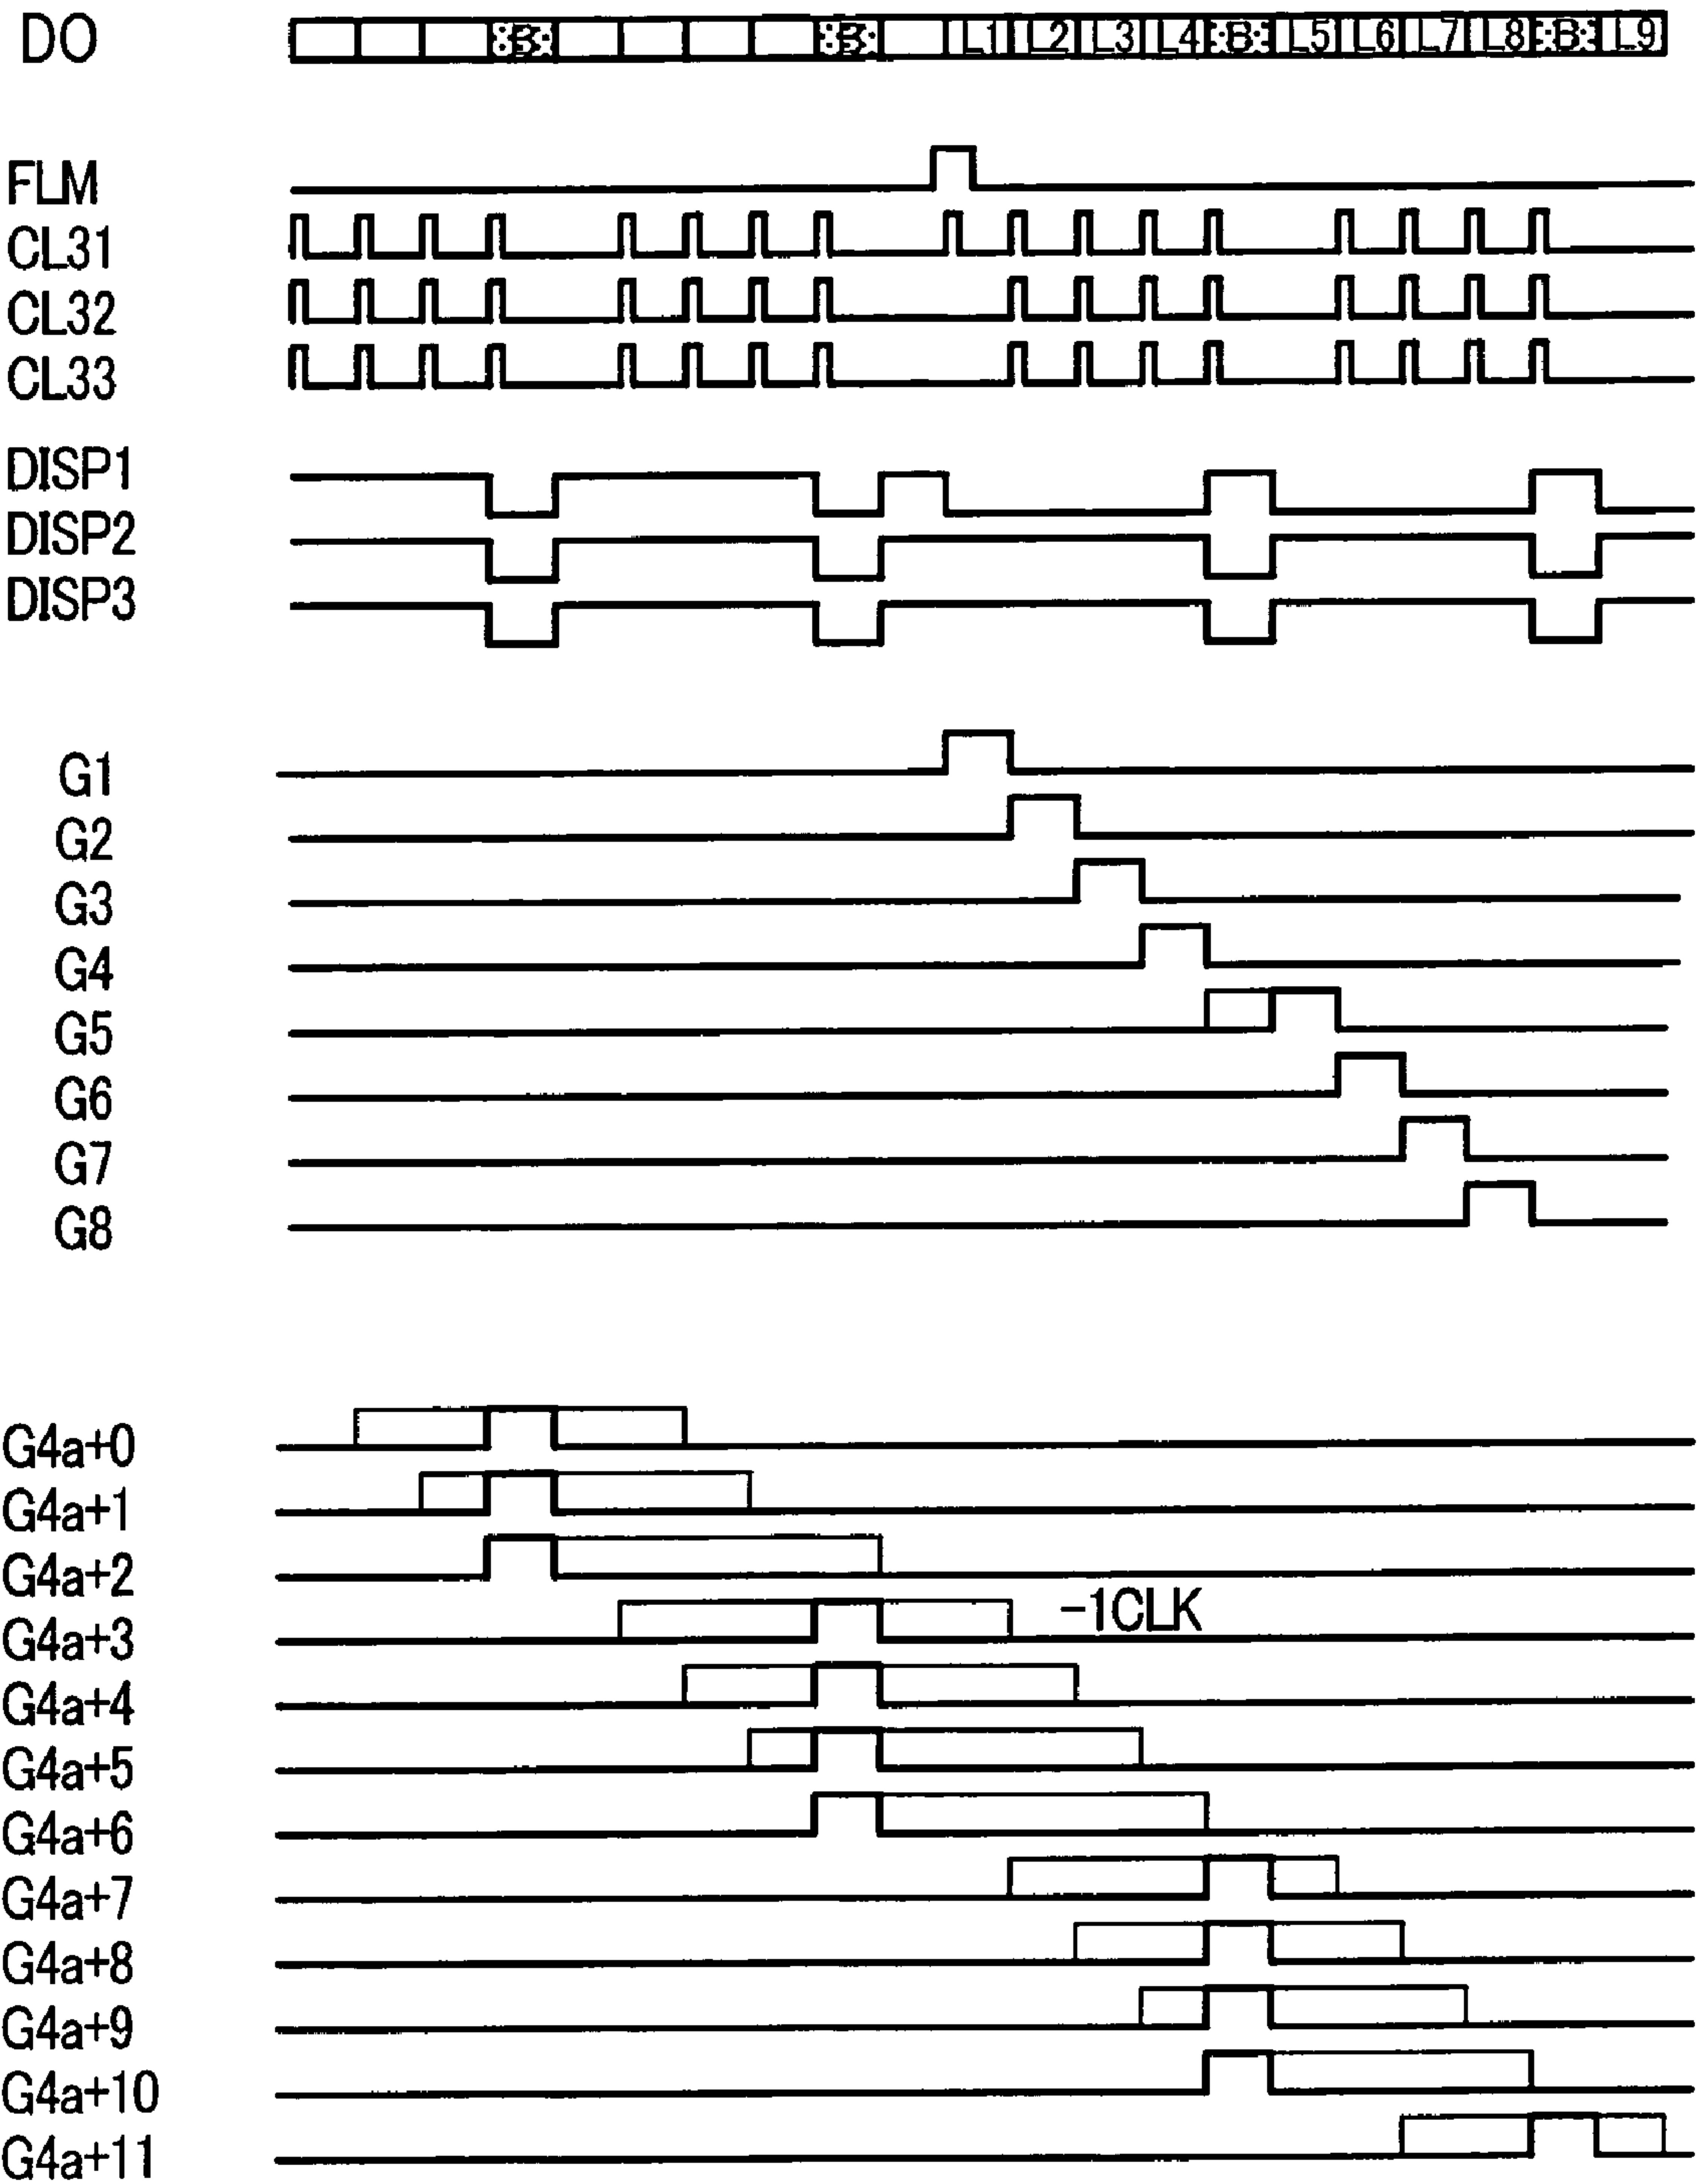 DO B B L1 L2 L3 L4 B L5 L6 L7 L8 B L9
FLM
CL31
CL32
CL33
DISP1
DISP2
DISP3
G1
G2
G3
G4
G5
G6
G7
G8
G4a+0
G4a+1
G4a+2
G4a+3 -1CLK
G4a+4
G4a+5
G4a+6
G4a+7
G4a+8
G4a+9
G4a+10
G4a+11